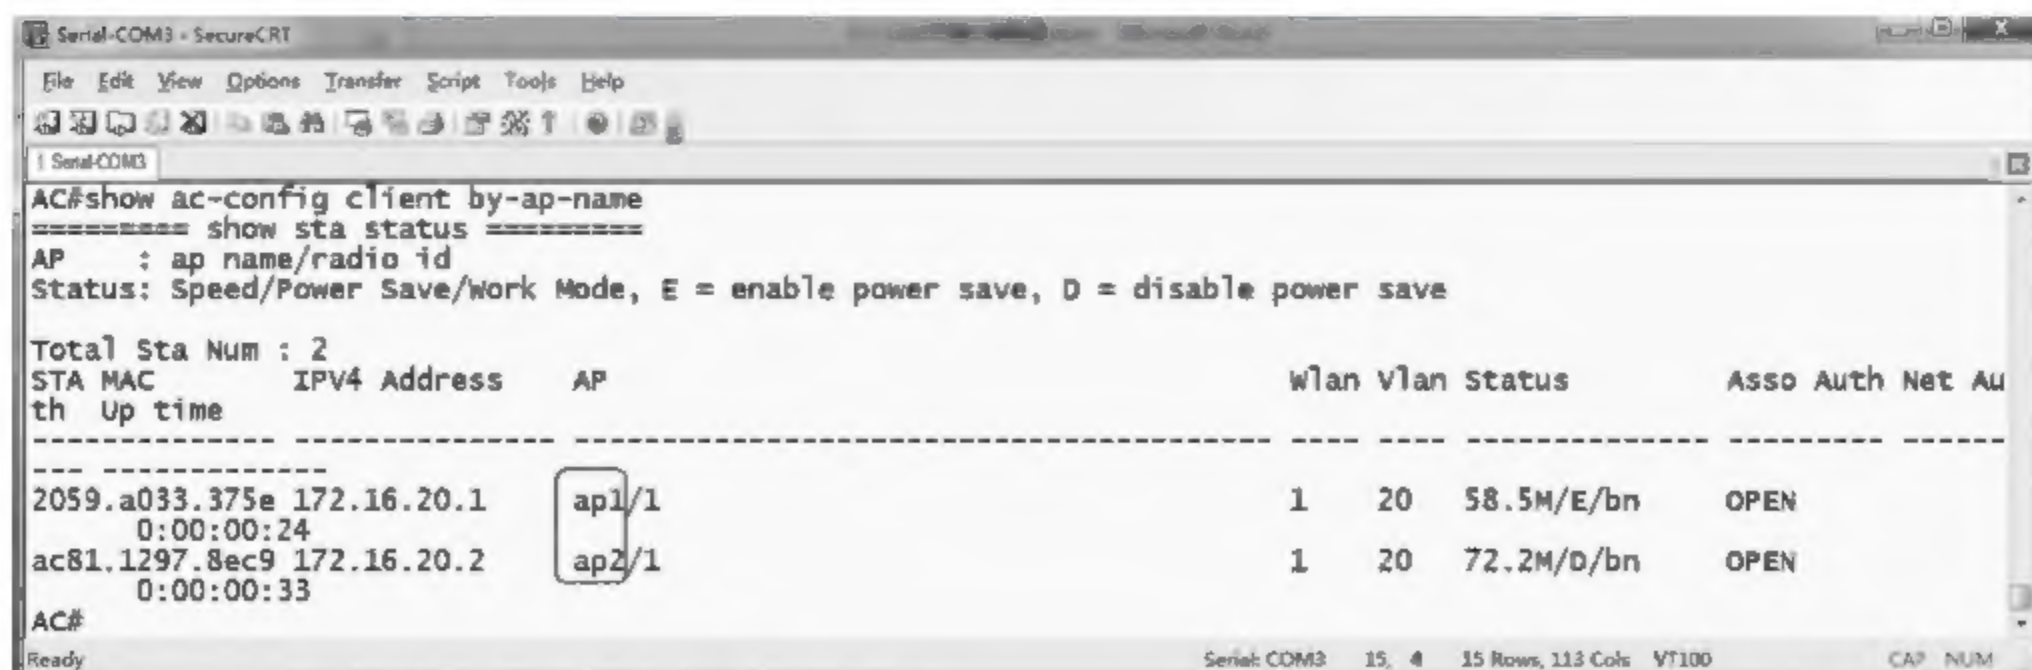 Serial-COM3 - SecureCRT
File Edit View Options Transfer Script Tools Help
Serial-COM3
AC#show ac-config client by-ap-name
========= show sta status =========
AP    : ap name/radio id
Status: Speed/Power Save/Work Mode, E = enable power save, D = disable power save
Total Sta Num : 2
STA MAC        IPV4 Address    AP                                       Wlan Vlan Status         Asso Auth Net Au
th  Up time
-------------- --------------- ---------------------------------------- ---- ---- -------------- --------- ------
--- -------------
2059.a033.375e 172.16.20.1     ap1/1                                    1    20   58.5M/E/bn     OPEN
      0:00:00:24
ac81.1297.8ec9 172.16.20.2     ap2/1                                    1    20   72.2M/D/bn     OPEN
      0:00:00:33
AC#
Ready Serial: COM3 15, 4 15 Rows, 113 Cols VT100 CAP NUM